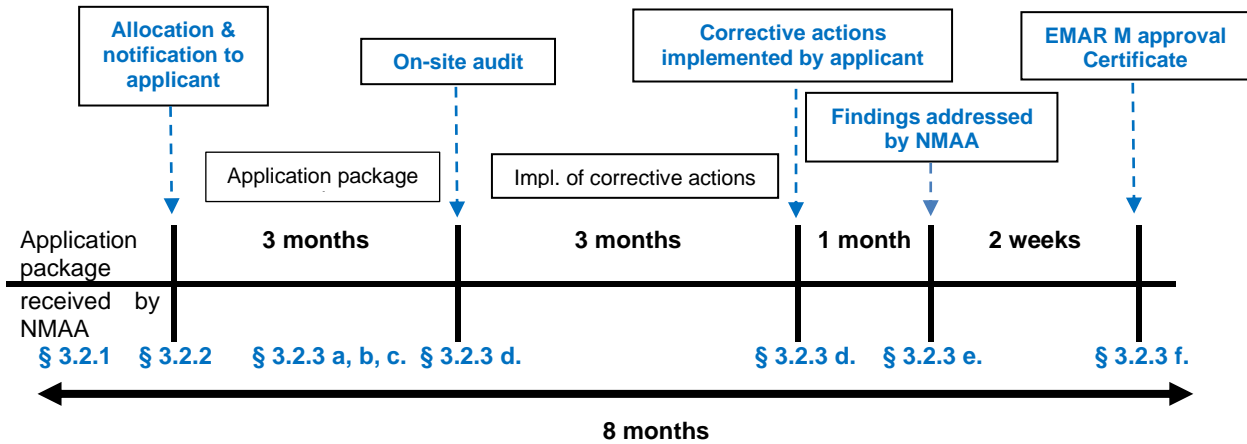 Allocation &
notification to
applicant
On-site audit
Corrective actions
implemented by applicant
EMAR M approval
Certificate
Findings addressed
by NMAA
Application package
Impl. of corrective actions
Application
package
received by
NMAA
3 months
3 months
1 month
2 weeks
§ 3.2.1
§ 3.2.2
§ 3.2.3 a, b, c.
§ 3.2.3 d.
§ 3.2.3 d.
§ 3.2.3 e.
§ 3.2.3 f.
8 months